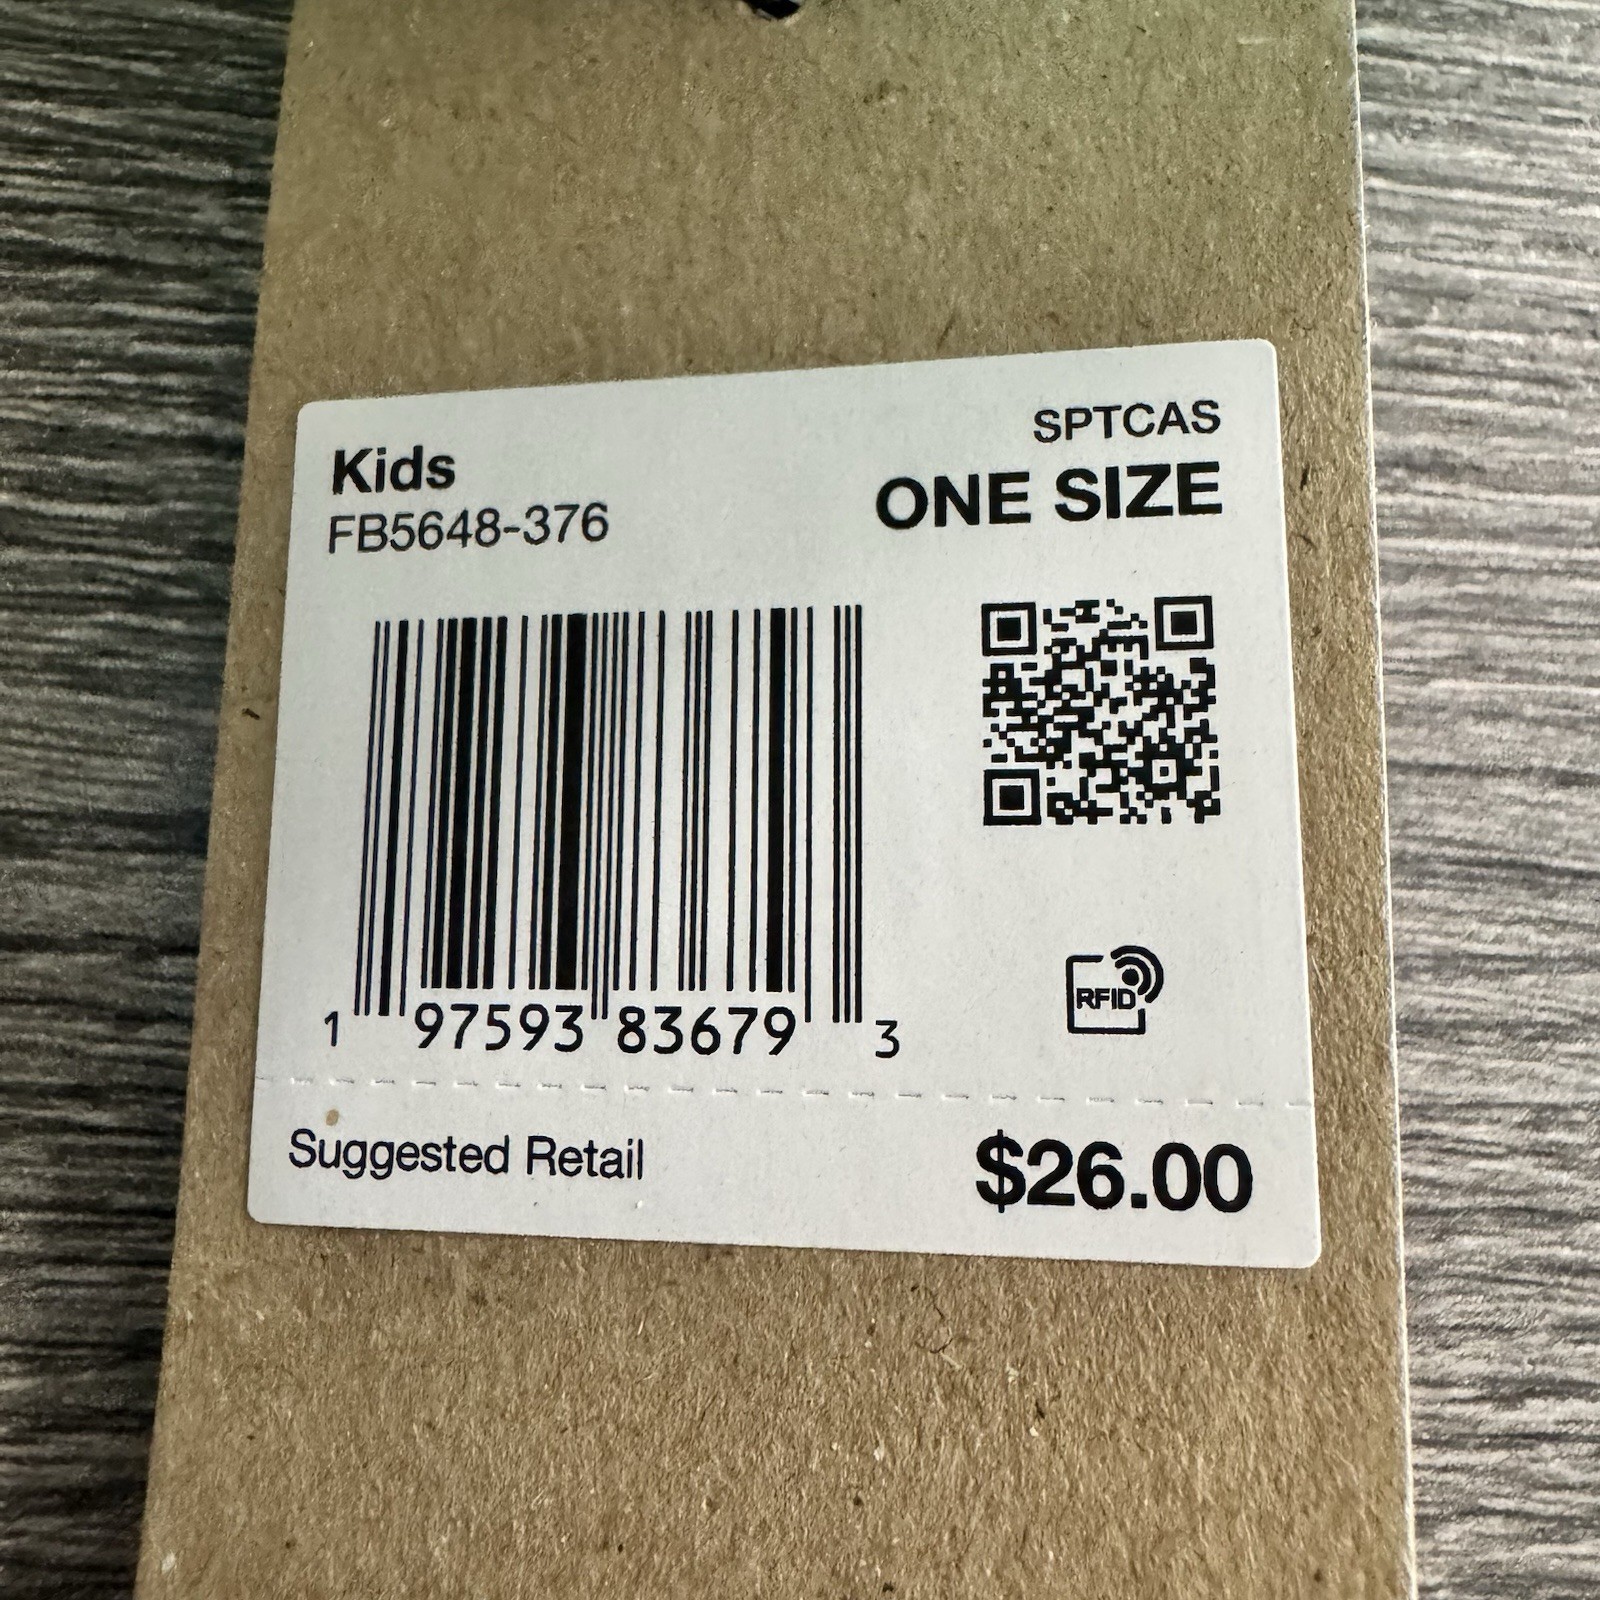 SPTCAS
Kids
ONE SIZE
FB5648-376
RFID
1 97593 83679 3
Suggested Retail $26.00